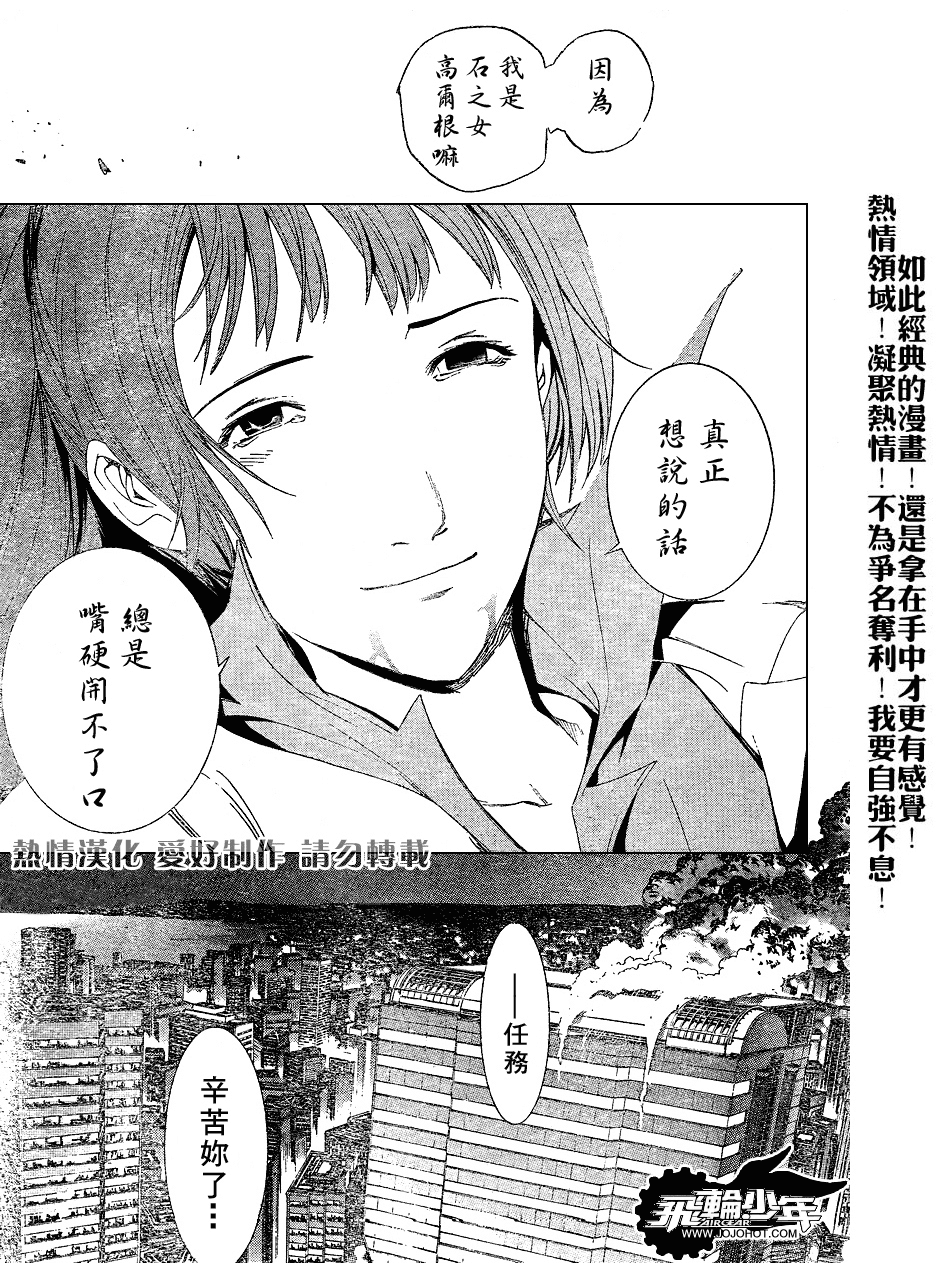 因為
我是
石之女
高爾根嘛
真正
想說的話
總是
嘴硬開不了口
——任務
辛苦妳了…
如此經典的漫畫！還是拿在手中才更有感覺！
熱情領域！凝聚熱情！不為爭名奪利！我要自強不息！
熱情漢化 愛好制作 請勿轉載
飛輪少年
AIRGEAR
WWW.JOJOHOT.COM